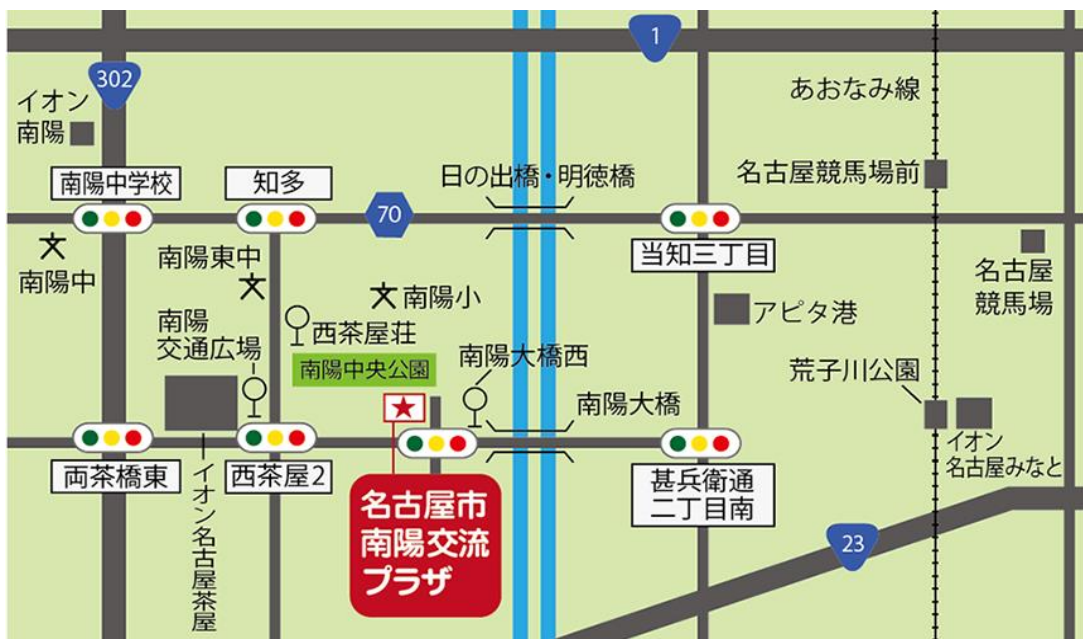 1
302
あおなみ線
イオン
南陽
南陽中学校
知多
日の出橋・明徳橋
名古屋競馬場前
70
南陽中
南陽東中
南陽小
当知三丁目
名古屋
競馬場
南陽
交通広場
西茶屋荘
アピタ港
南陽中央公園
南陽大橋西
南陽大橋
荒子川公園
両茶橋東
西茶屋2
甚兵衛通
二丁目南
イオン
名古屋みなと
イオン名古屋茶屋
名古屋市
南陽交流
プラザ
23